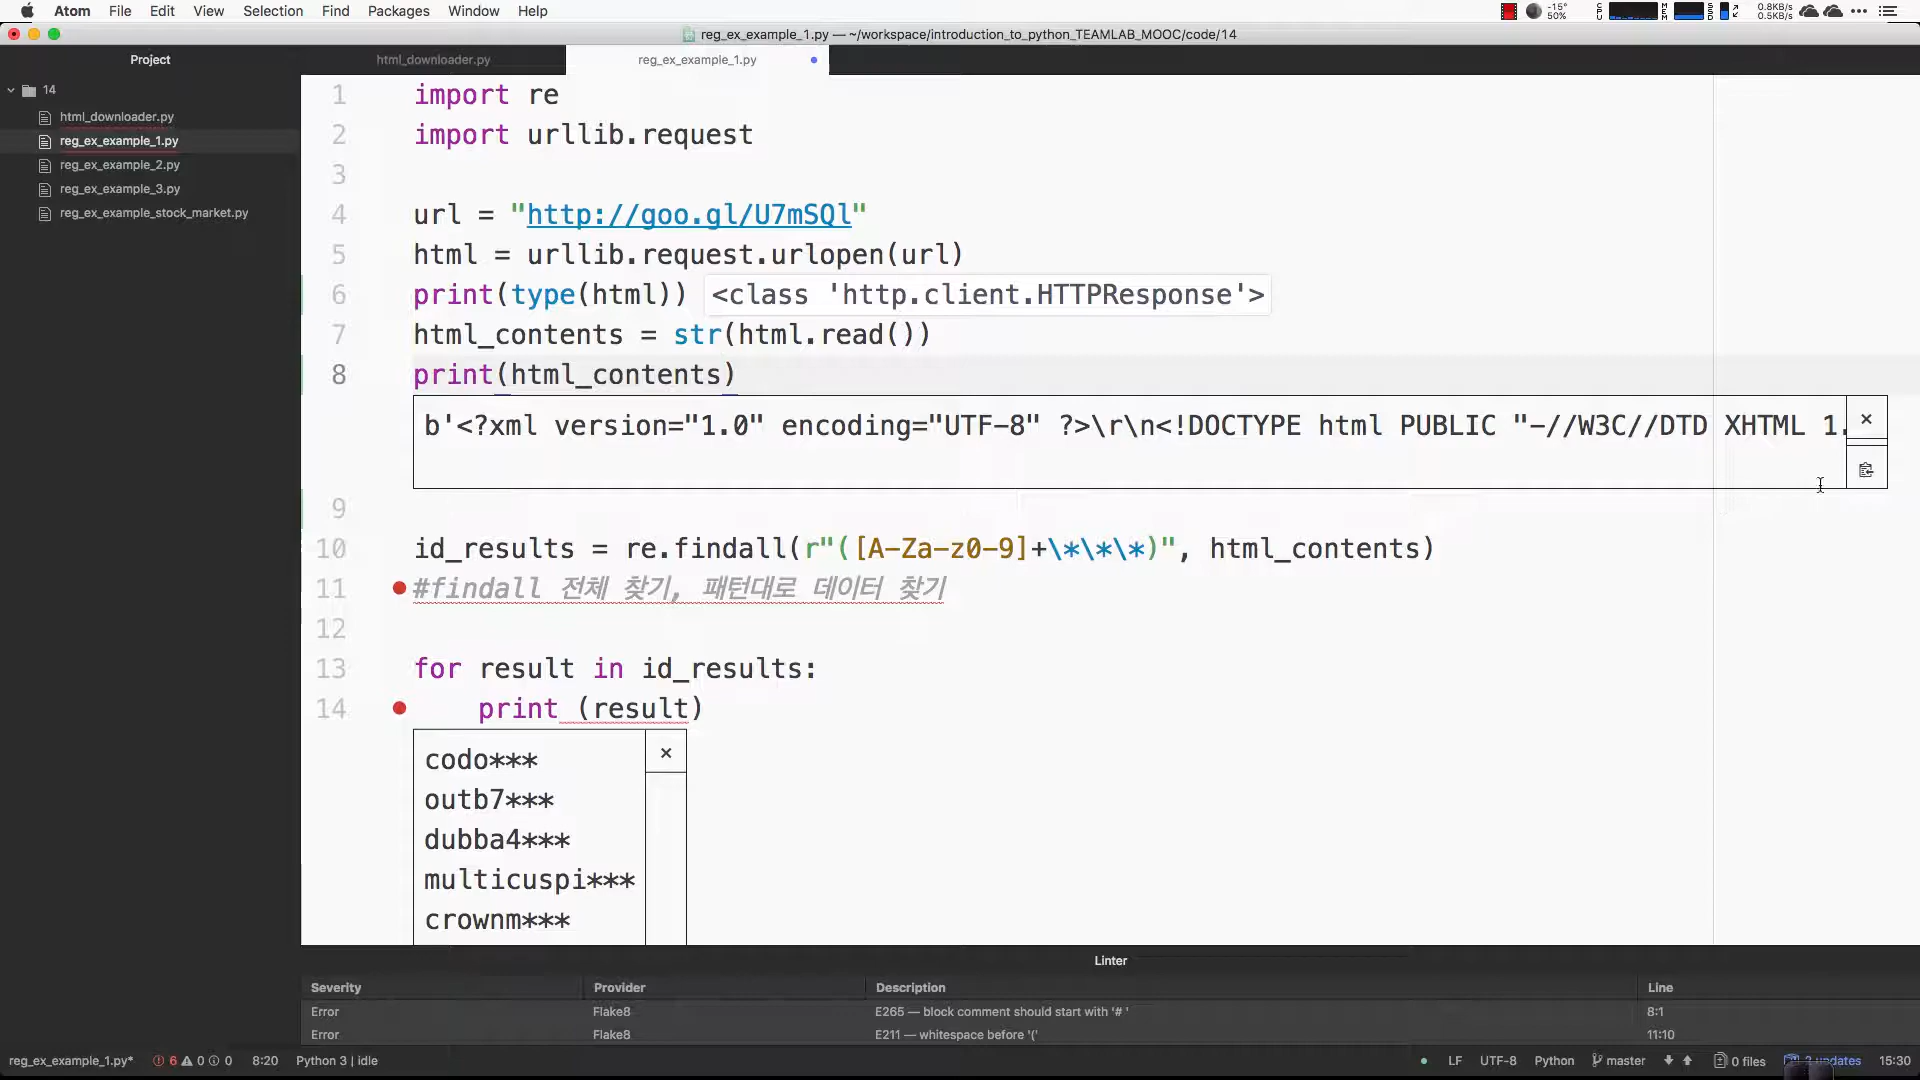 Atom File Edit View Selection Find Packages Window Help -15° 50% 0.8KB/s 0.5KB/s
reg_ex_example_1.py — ~/workspace/introduction_to_python_TEAMLAB_MOOC/code/14
Project html_downloader.py reg_ex_example_1.py
14
html_downloader.py
reg_ex_example_1.py
reg_ex_example_2.py
reg_ex_example_3.py
reg_ex_example_stock_market.py
1 import re
2 import urllib.request
3
4 url = "http://goo.gl/U7mSQl"
5 html = urllib.request.urlopen(url)
6 print(type(html)) <class 'http.client.HTTPResponse'>
7 html_contents = str(html.read())
8 print(html_contents)
b'<?xml version="1.0" encoding="UTF-8" ?>\r\n<!DOCTYPE html PUBLIC "-//W3C//DTD XHTML 1.
9
10 id_results = re.findall(r"([A-Za-z0-9]+\*\*\*)", html_contents)
11 #findall 전체 찾기, 패턴대로 데이터 찾기
12
13 for result in id_results:
14 print (result)
codo***
outb7***
dubba4***
multicuspi***
crownm***
Linter
Severity Provider Description Line
Error Flake8 E265 — block comment should start with '# ' 8:1
Error Flake8 E211 — whitespace before '(' 11:10
reg_ex_example_1.py* 6 0 0 8:20 Python 3 | idle LF UTF-8 Python master 0 files 2 updates 15:30